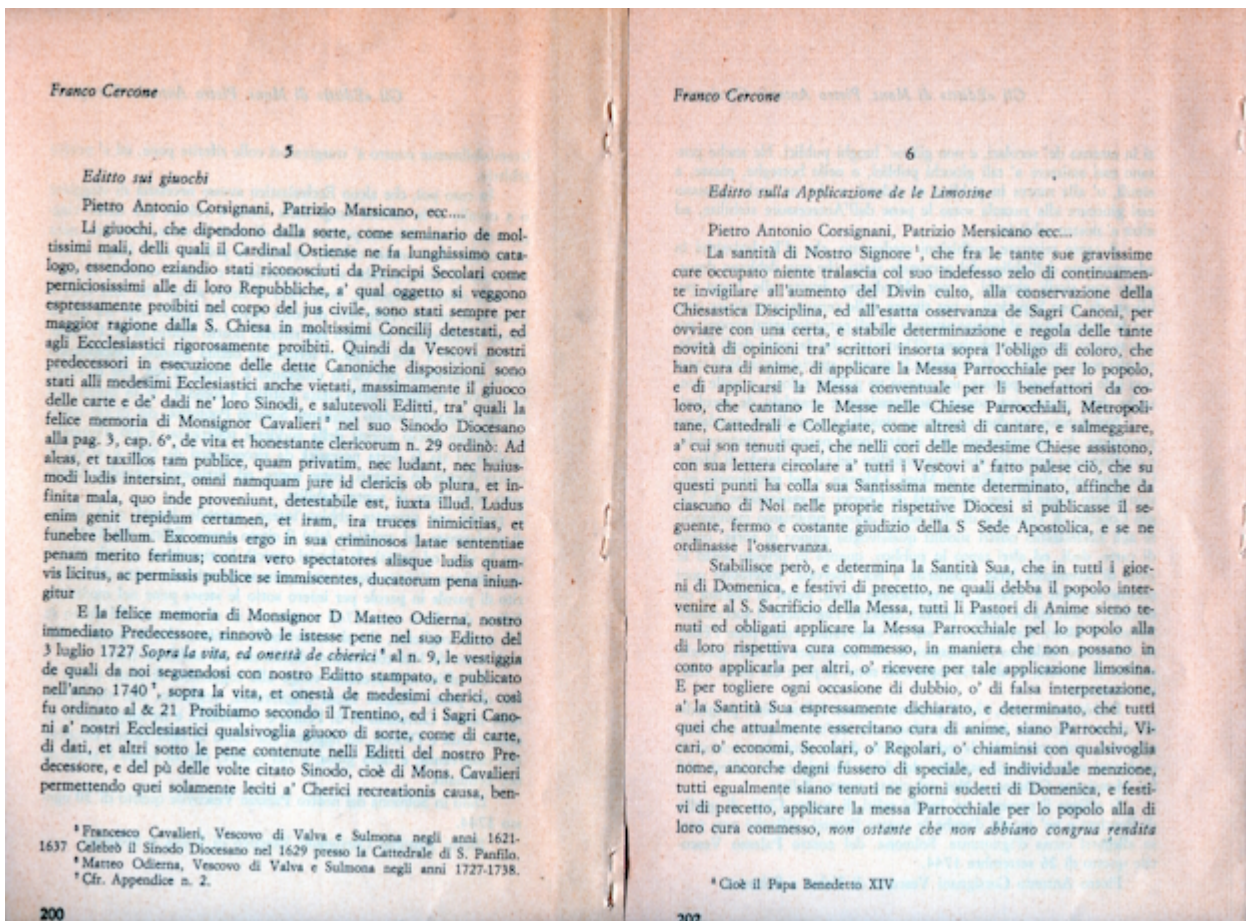 Franco Cercone
5
Editto sui giuochi
Pietro Antonio Corsignani, Patrizio Marsicano, ecc....
Li giuochi, che dipendono dalla sorte, come seminario de mol-
tissimi mali, delli quali il Cardinal Ostiense ne fa lunghissimo cata-
logo, essendono eziandio stati riconosciuti da Principi Secolari come
perniciosissimi alle di loro Repubbliche, a' qual oggetto si veggono
espressamente proibiti nel corpo del jus civile, sono stati sempre per
maggior ragione dalla S. Chiesa in moltissimi Concilij detestati, ed
agli Eccclesiastici rigorosamente proibiti. Quindi da Vescovi nostri
predecessori in esecuzione delle dette Canoniche disposizioni sono
stati alli medesimi Ecclesiastici anche vietati, massimamente il giuoco
delle carte e de' dadi ne' loro Sinodi, e salutevoli Editti, tra' quali la
felice memoria di Monsignor Cavalieri⁵ nel suo Sinodo Diocesano
alla pag. 3, cap. 6°, de vita et honestante clericorum n. 29 ordinò: Ad
aleas, et taxillos tam publice, quam privatim, nec ludant, nec huius-
modi ludis intersint, omni namquam jure id clericis ob plura, et in-
finita mala, quo inde proveniunt, detestabile est, iuxta illud. Ludus
enim genit trepidum certamen, et iram, ira truces inimicitias, et
funebre bellum. Excomunis ergo in sua criminosos latae sententiae
penam merito ferimus; contra vero spectatores alisque ludis quam-
vis licitus, ac permissis publice se immiscentes, ducatorum pena iniun-
gitur
E la felice memoria di Monsignor D Matteo Odierna, nostro
immediato Predecessore, rinnovò le istesse pene nel suo Editto del
3 luglio 1727 Sopra la vita, ed onestà de chierici⁶ al n. 9, le vestiggia
de quali da noi seguendosi con nostro Editto stampato, e publicato
nell'anno 1740⁷, sopra la vita, et onestà de medesimi cherici, così
fu ordinato al & 21 Proibiamo secondo il Trentino, ed i Sagri Cano-
ni a' nostri Ecclesiastici qualsivoglia giuoco di sorte, come di carte,
di dati, et altri sotto le pene contenute nelli Editti del nostro Pre-
decessore, e del pù delle volte citato Sinodo, cioè di Mons. Cavalieri
permettendo quei solamente leciti a' Cherici recreationis causa, ben-
⁵ Francesco Cavalieri, Vescovo di Valva e Sulmona negli anni 1621-
1637 Celebeò il Sinodo Diocesano nel 1629 presso la Cattedrale di S. Panfilo.
⁶ Matteo Odierna, Vescovo di Valva e Sulmona negli anni 1727-1738.
⁷ Cfr. Appendice n. 2.
200
Franco Cercone
6
Editto sulla Applicazione de le Limosine
Pietro Antonio Corsignani, Patrizio Mersicano ecc....
La santità di Nostro Signore¹, che fra le tante sue gravissime
cure occupato niente tralascia col suo indefesso zelo di continuamen-
te invigilare all'aumento del Divin culto, alla conservazione della
Chiesastica Disciplina, ed all'esatta osservanza de Sagri Canoni, per
ovviare con una certa, e stabile determinazione e regola delle tante
novità di opinioni tra' scrittori insorta sopra l'obligo di coloro, che
han cura di anime, di applicare la Messa Parrocchiale per lo popolo,
e di applicarsi la Messa conventuale per li benefattori da co-
loro, che cantano le Messe nelle Chiese Parrocchiali, Metropoli-
tane, Cattedrali e Collegiate, come altresì di cantare, e salmeggiare,
a' cui son tenuti quei, che nelli cori delle medesime Chiese assistono,
con sua lettera circolare a' tutti i Vescovi a' fatto palese ciò, che su
questi punti ha colla sua Santissima mente determinato, affinche da
ciascuno di Noi nelle proprie rispettive Diocesi si publicasse il se-
guente, fermo e costante giudizio della S Sede Apostolica, e se ne
ordinasse l'osservanza.
Stabilisce però, e determina la Santità Sua, che in tutti i gior-
ni di Domenica, e festivi di precetto, ne quali debba il popolo inter-
venire al S. Sacrificio della Messa, tutti li Pastori di Anime sieno te-
nuti ed obligati applicare la Messa Parrocchiale pel lo popolo alla
di loro rispettiva cura commesso, in maniera che non possano in
conto applicarla per altri, o' ricevere per tale applicazione limosina.
E per togliere ogni occasione di dubbio, o' di falsa interpretazione,
a' la Santità Sua espressamente dichiarato, e determinato, che tutti
quei che attualmente essercitano cura di anime, siano Parrocchi, Vi-
cari, o' economi, Secolari, o' Regolari, o' chiaminsi con qualsivoglia
nome, ancorche degni fussero di speciale, ed individuale menzione,
tutti egualmente siano tenuti ne giorni sudetti di Domenica, e festi-
vi di precetto, applicare la messa Parrocchiale per lo popolo alla di
loro cura commesso, non ostante che non abbiano congrua rendita
Cioè il Papa Benedetto XIV
202